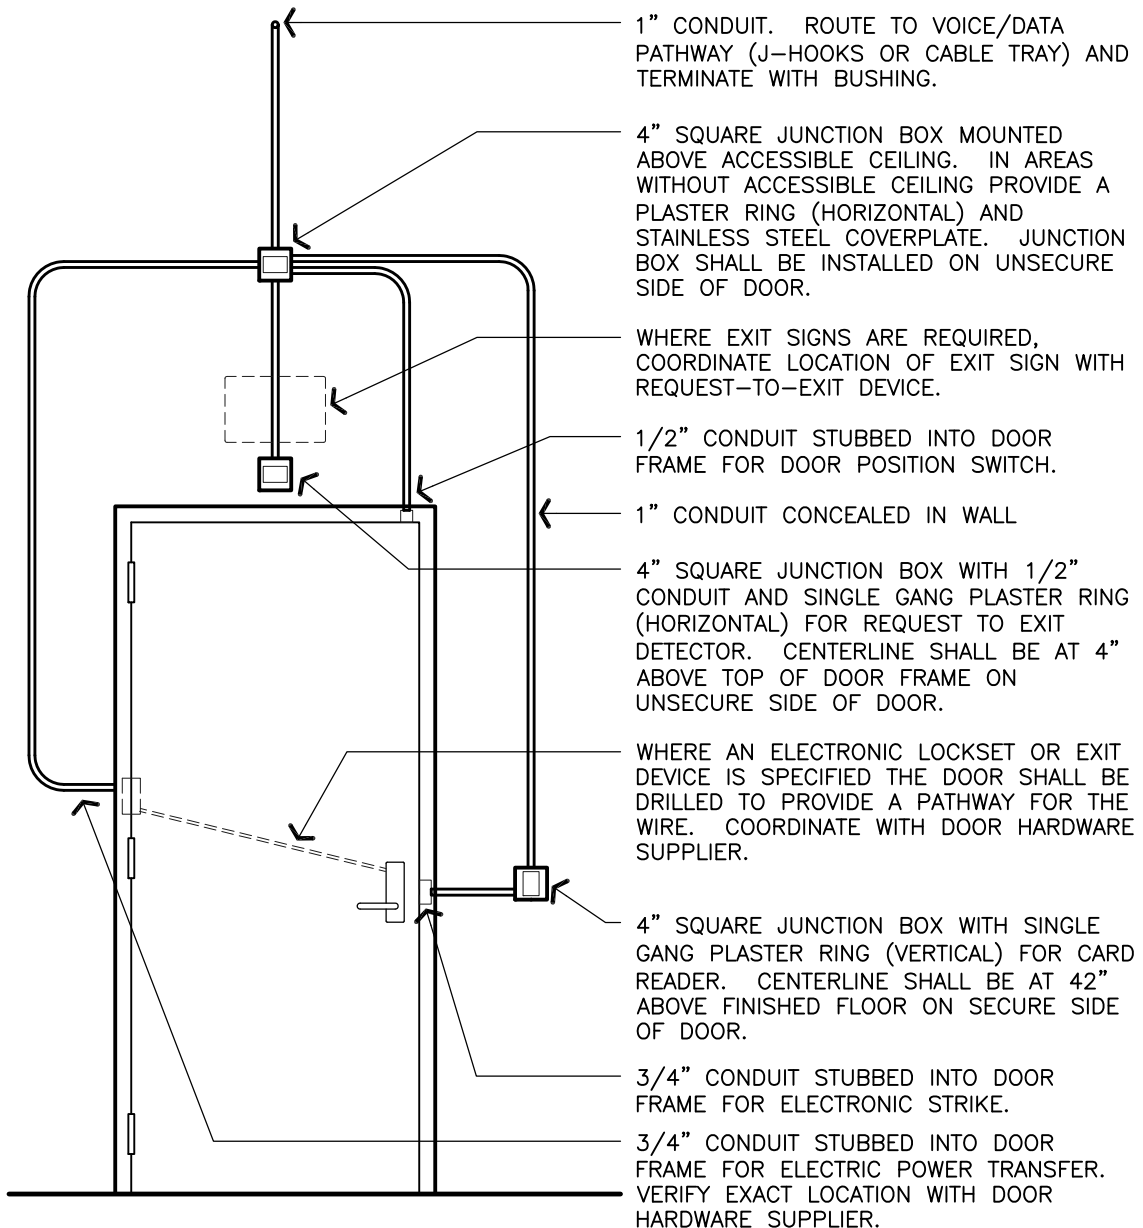 1” CONDUIT. ROUTE TO VOICE/DATA
PATHWAY (J-HOOKS OR CABLE TRAY) AND
TERMINATE WITH BUSHING.
4” SQUARE JUNCTION BOX MOUNTED
ABOVE ACCESSIBLE CEILING. IN AREAS
WITHOUT ACCESSIBLE CEILING PROVIDE A
PLASTER RING (HORIZONTAL) AND
STAINLESS STEEL COVERPLATE. JUNCTION
BOX SHALL BE INSTALLED ON UNSECURE
SIDE OF DOOR.
WHERE EXIT SIGNS ARE REQUIRED,
COORDINATE LOCATION OF EXIT SIGN WITH
REQUEST-TO-EXIT DEVICE.
1/2” CONDUIT STUBBED INTO DOOR
FRAME FOR DOOR POSITION SWITCH.
1” CONDUIT CONCEALED IN WALL
4” SQUARE JUNCTION BOX WITH 1/2”
CONDUIT AND SINGLE GANG PLASTER RING
(HORIZONTAL) FOR REQUEST TO EXIT
DETECTOR. CENTERLINE SHALL BE AT 4”
ABOVE TOP OF DOOR FRAME ON
UNSECURE SIDE OF DOOR.
WHERE AN ELECTRONIC LOCKSET OR EXIT
DEVICE IS SPECIFIED THE DOOR SHALL BE
DRILLED TO PROVIDE A PATHWAY FOR THE
WIRE. COORDINATE WITH DOOR HARDWARE
SUPPLIER.
4” SQUARE JUNCTION BOX WITH SINGLE
GANG PLASTER RING (VERTICAL) FOR CARD
READER. CENTERLINE SHALL BE AT 42”
ABOVE FINISHED FLOOR ON SECURE SIDE
OF DOOR.
3/4” CONDUIT STUBBED INTO DOOR
FRAME FOR ELECTRONIC STRIKE.
3/4” CONDUIT STUBBED INTO DOOR
FRAME FOR ELECTRIC POWER TRANSFER.
VERIFY EXACT LOCATION WITH DOOR
HARDWARE SUPPLIER.